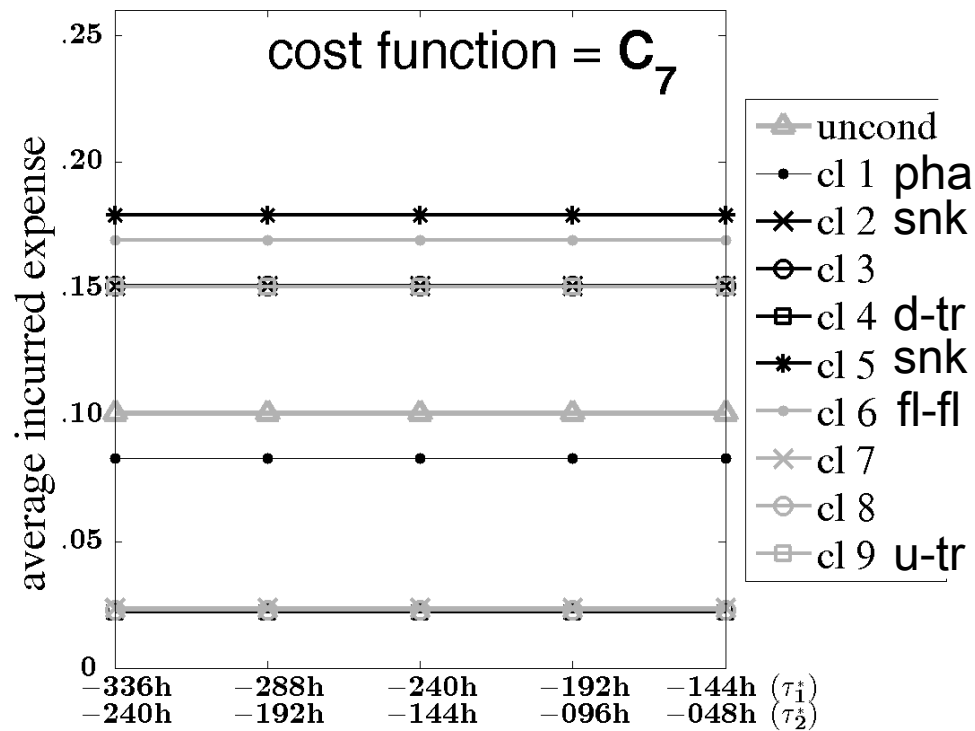 cost function = C7
average incurred expense
.25
.20
.15
.10
.05
0
−336h −288h −240h −192h −144h (τ1*)
−240h −192h −144h −096h −048h (τ2*)
uncond
cl 1 pha
cl 2 snk
cl 3
cl 4 d-tr
cl 5 snk
cl 6 fl-fl
cl 7
cl 8
cl 9 u-tr